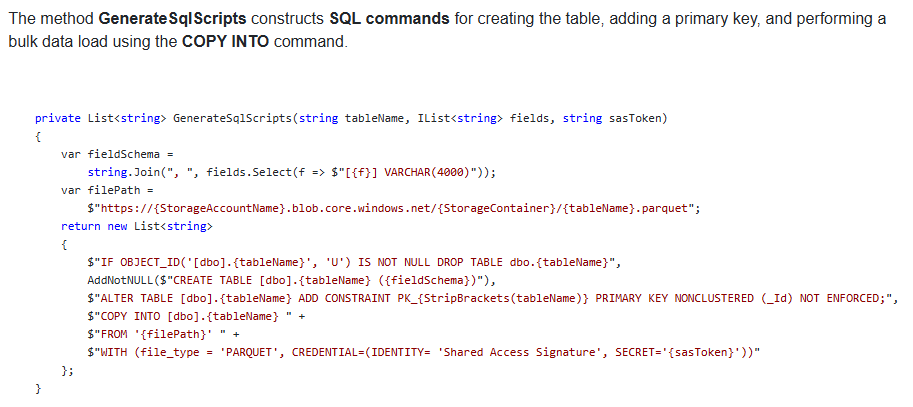 The method GenerateSqlScripts constructs SQL commands for creating the table, adding a primary key, and performing a
bulk data load using the COPY INTO command.
private List<string> GenerateSqlScripts(string tableName, IList<string> fields, string sasToken)
{
    var fieldSchema =
        string.Join(", ", fields.Select(f => $"[{f}] VARCHAR(4000)"));
    var filePath =
        $"https://{StorageAccountName}.blob.core.windows.net/{StorageContainer}/{tableName}.parquet";
    return new List<string>
    {
        $"IF OBJECT_ID('[dbo].{tableName}', 'U') IS NOT NULL DROP TABLE dbo.{tableName}",
        AddNotNULL($"CREATE TABLE [dbo].{tableName} ({fieldSchema})"),
        $"ALTER TABLE [dbo].{tableName} ADD CONSTRAINT PK_{StripBrackets(tableName)} PRIMARY KEY NONCLUSTERED (_Id) NOT ENFORCED;",
        $"COPY INTO [dbo].{tableName} " +
        $"FROM '{filePath}' " +
        $"WITH (file_type = 'PARQUET', CREDENTIAL=(IDENTITY= 'Shared Access Signature', SECRET='{sasToken}'))"
    };
}